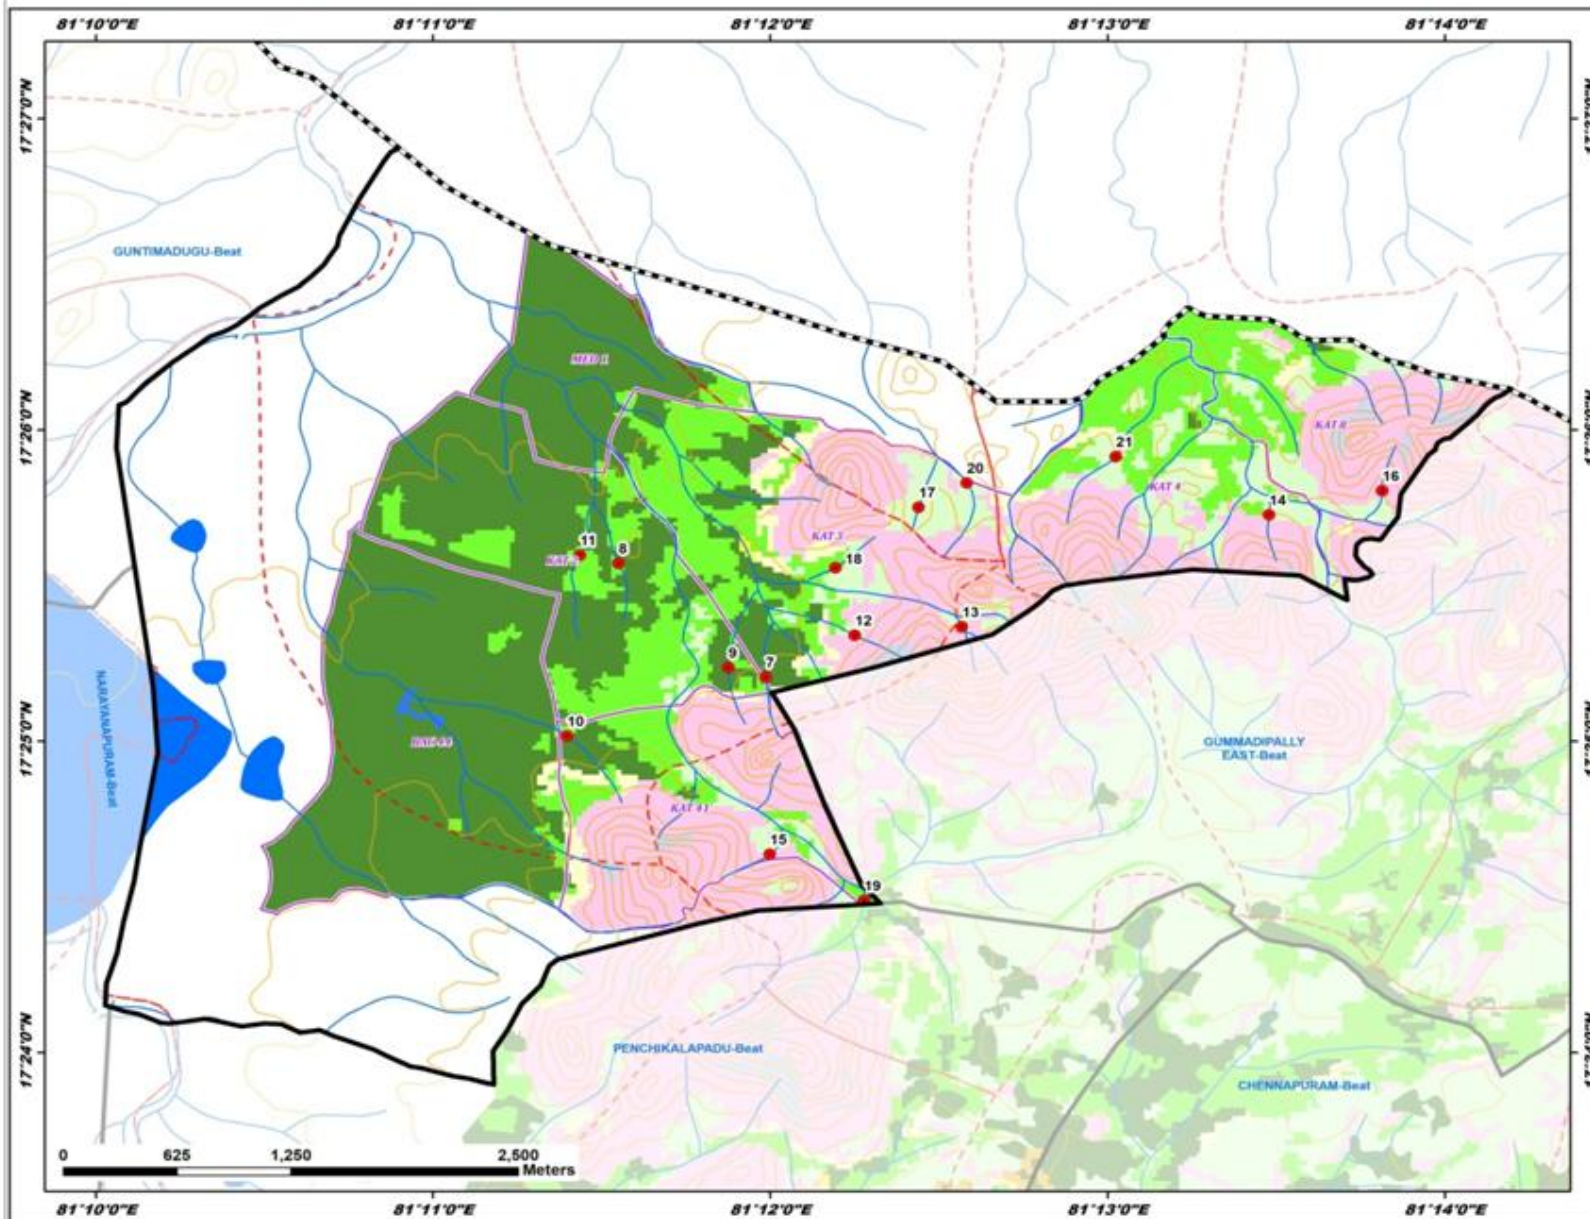 81°10'0"E 81°11'0"E 81°12'0"E 81°13'0"E 81°14'0"E
17°27'0"N
GUNTIMADUGU-Beat
MED 1
17°26'0"N
KAT 8
21
20
KAT 4
16
17
14
KAT 3
11
8
18
12
13
9
7
NARAYANAPURAM-Beat
10
17°25'0"N
GUMMADIPALLY
EAST-Beat
KAT 41
15
19
17°24'0"N
PENCHIKALAPADU-Beat
CHENNAPURAM-Beat
0 625 1,250 2,500
Meters
81°10'0"E 81°11'0"E 81°12'0"E 81°13'0"E 81°14'0"E